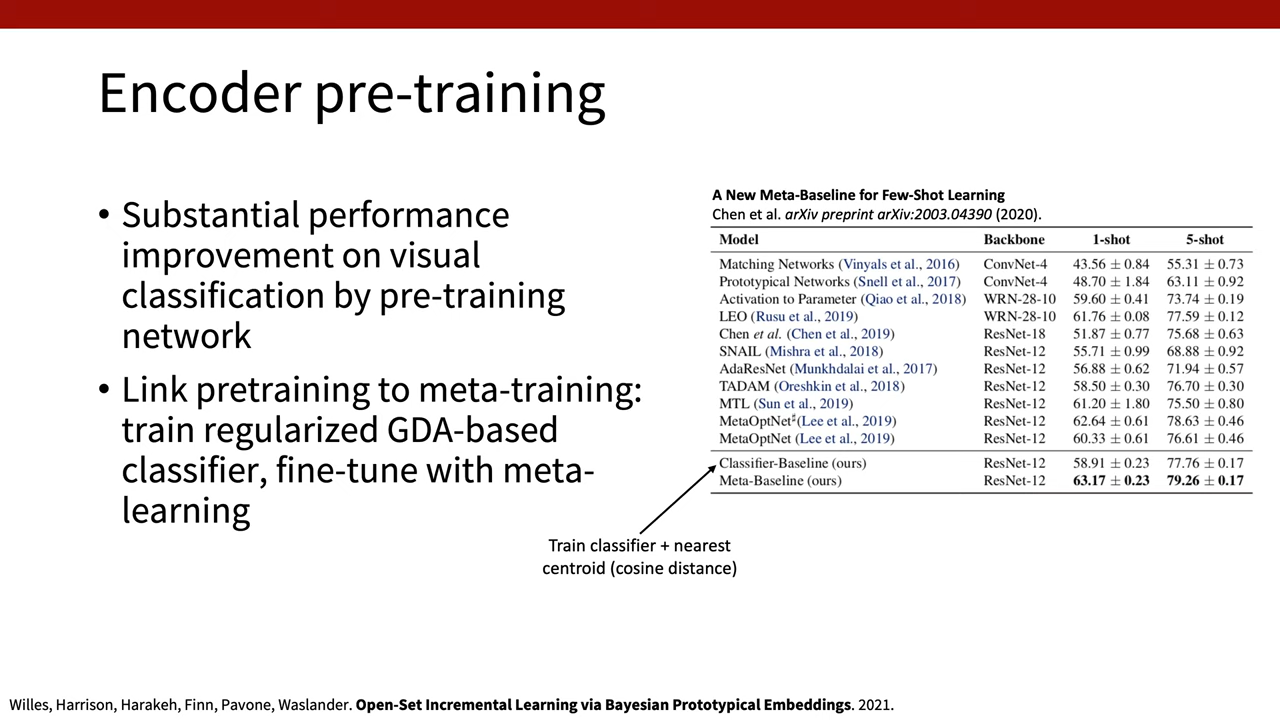 Encoder pre-training
• Substantial performance
improvement on visual
classification by pre-training
network
• Link pretraining to meta-training:
train regularized GDA-based
classifier, fine-tune with meta-
learning
A New Meta-Baseline for Few-Shot Learning
Chen et al. arXiv preprint arXiv:2003.04390 (2020).
Model Backbone 1-shot 5-shot
Matching Networks (Vinyals et al., 2016) ConvNet-4 43.56 ± 0.84 55.31 ± 0.73
Prototypical Networks (Snell et al., 2017) ConvNet-4 48.70 ± 1.84 63.11 ± 0.92
Activation to Parameter (Qiao et al., 2018) WRN-28-10 59.60 ± 0.41 73.74 ± 0.19
LEO (Rusu et al., 2019) WRN-28-10 61.76 ± 0.08 77.59 ± 0.12
Chen et al. (Chen et al., 2019) ResNet-18 51.87 ± 0.77 75.68 ± 0.63
SNAIL (Mishra et al., 2018) ResNet-12 55.71 ± 0.99 68.88 ± 0.92
AdaResNet (Munkhdalai et al., 2017) ResNet-12 56.88 ± 0.62 71.94 ± 0.57
TADAM (Oreshkin et al., 2018) ResNet-12 58.50 ± 0.30 76.70 ± 0.30
MTL (Sun et al., 2019) ResNet-12 61.20 ± 1.80 75.50 ± 0.80
MetaOptNet♯(Lee et al., 2019) ResNet-12 62.64 ± 0.61 78.63 ± 0.46
MetaOptNet (Lee et al., 2019) ResNet-12 60.33 ± 0.61 76.61 ± 0.46
Classifier-Baseline (ours) ResNet-12 58.91 ± 0.23 77.76 ± 0.17
Meta-Baseline (ours) ResNet-12 63.17 ± 0.23 79.26 ± 0.17
Train classifier + nearest
centroid (cosine distance)
Willes, Harrison, Harakeh, Finn, Pavone, Waslander. Open-Set Incremental Learning via Bayesian Prototypical Embeddings. 2021.